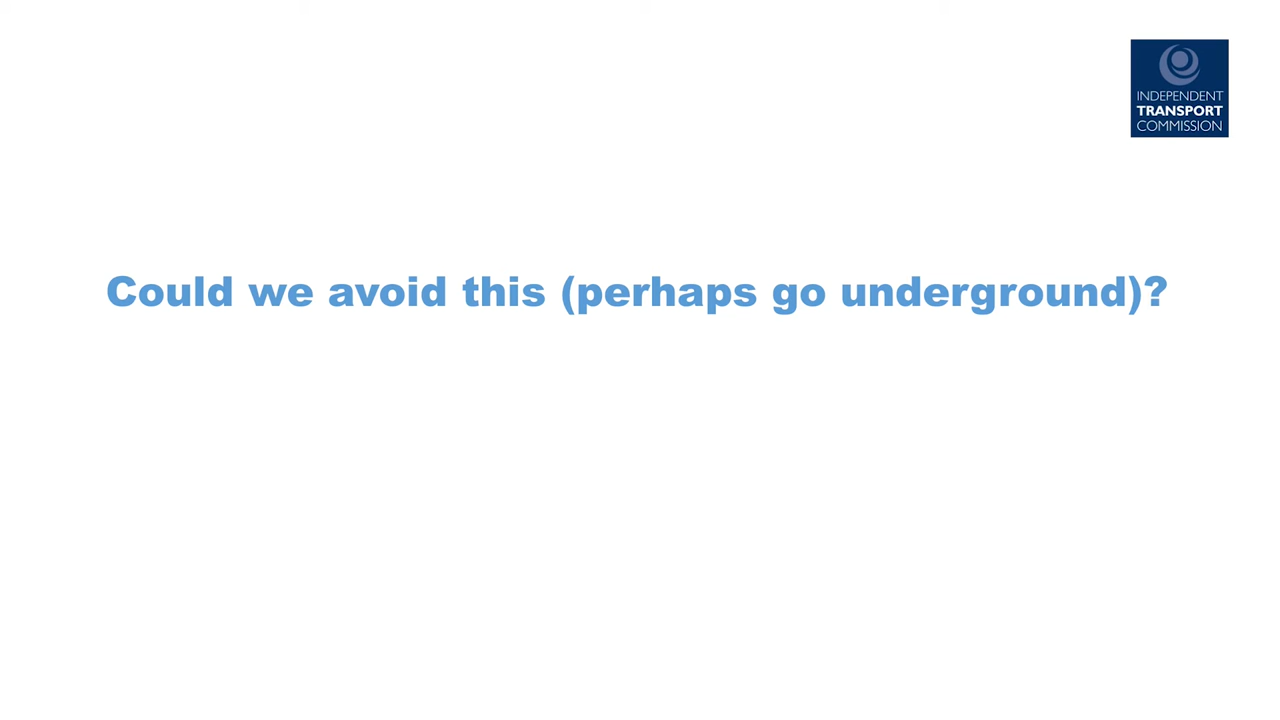 INDEPENDENT
TRANSPORT
COMMISSION
Could we avoid this (perhaps go underground)?